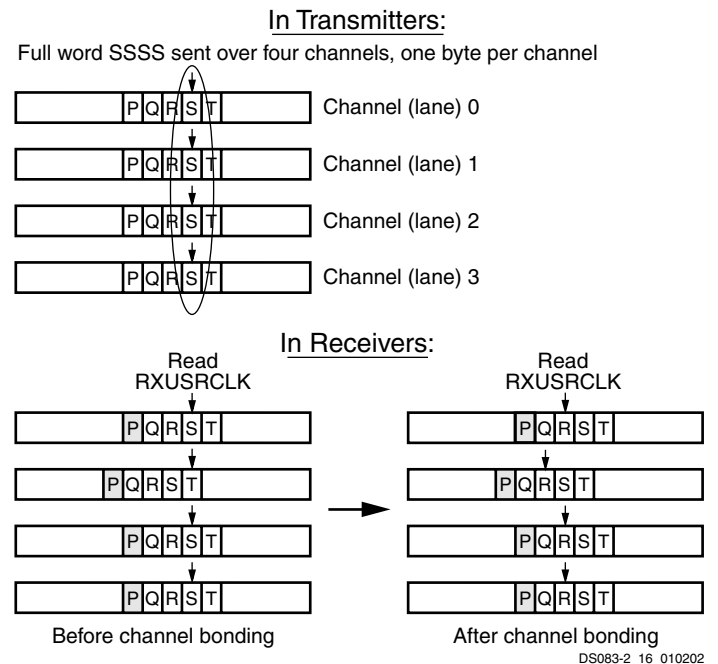 In Transmitters:
Full word SSSS sent over four channels, one byte per channel
P Q R S T Channel (lane) 0
P Q R S T Channel (lane) 1
P Q R S T Channel (lane) 2
P Q R S T Channel (lane) 3
In Receivers:
Read
RXUSRCLK
P Q R S T
P Q R S T
P Q R S T
P Q R S T
Before channel bonding
Read
RXUSRCLK
P Q R S T
P Q R S T
P Q R S T
P Q R S T
After channel bonding
DS083-2_16_010202